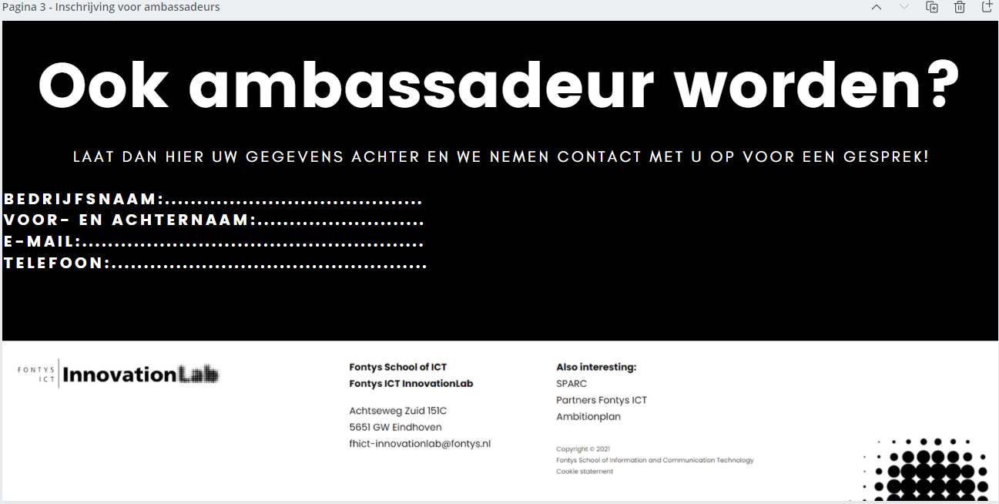 Pagina 3 - Inschrijving voor ambassadeurs
Ook ambassadeur worden?
LAAT DAN HIER UW GEGEVENS ACHTER EN WE NEMEN CONTACT MET U OP VOOR EEN GESPREK!
BEDRIJFSNAAM:........................................
VOOR- EN ACHTERNAAM:..........................
E-MAIL:.....................................................
TELEFOON:.................................................
FONTYS
ICT
InnovationLab
Fontys School of ICT
Fontys ICT InnovationLab
Achtseweg Zuid 151C
5651 GW Eindhoven
fhict-innovationlab@fontys.nl
Also interesting:
SPARC
Partners Fontys ICT
Ambitionplan
Copyright © 2021
Fontys School of Information and Communication Technology
Cookie statement